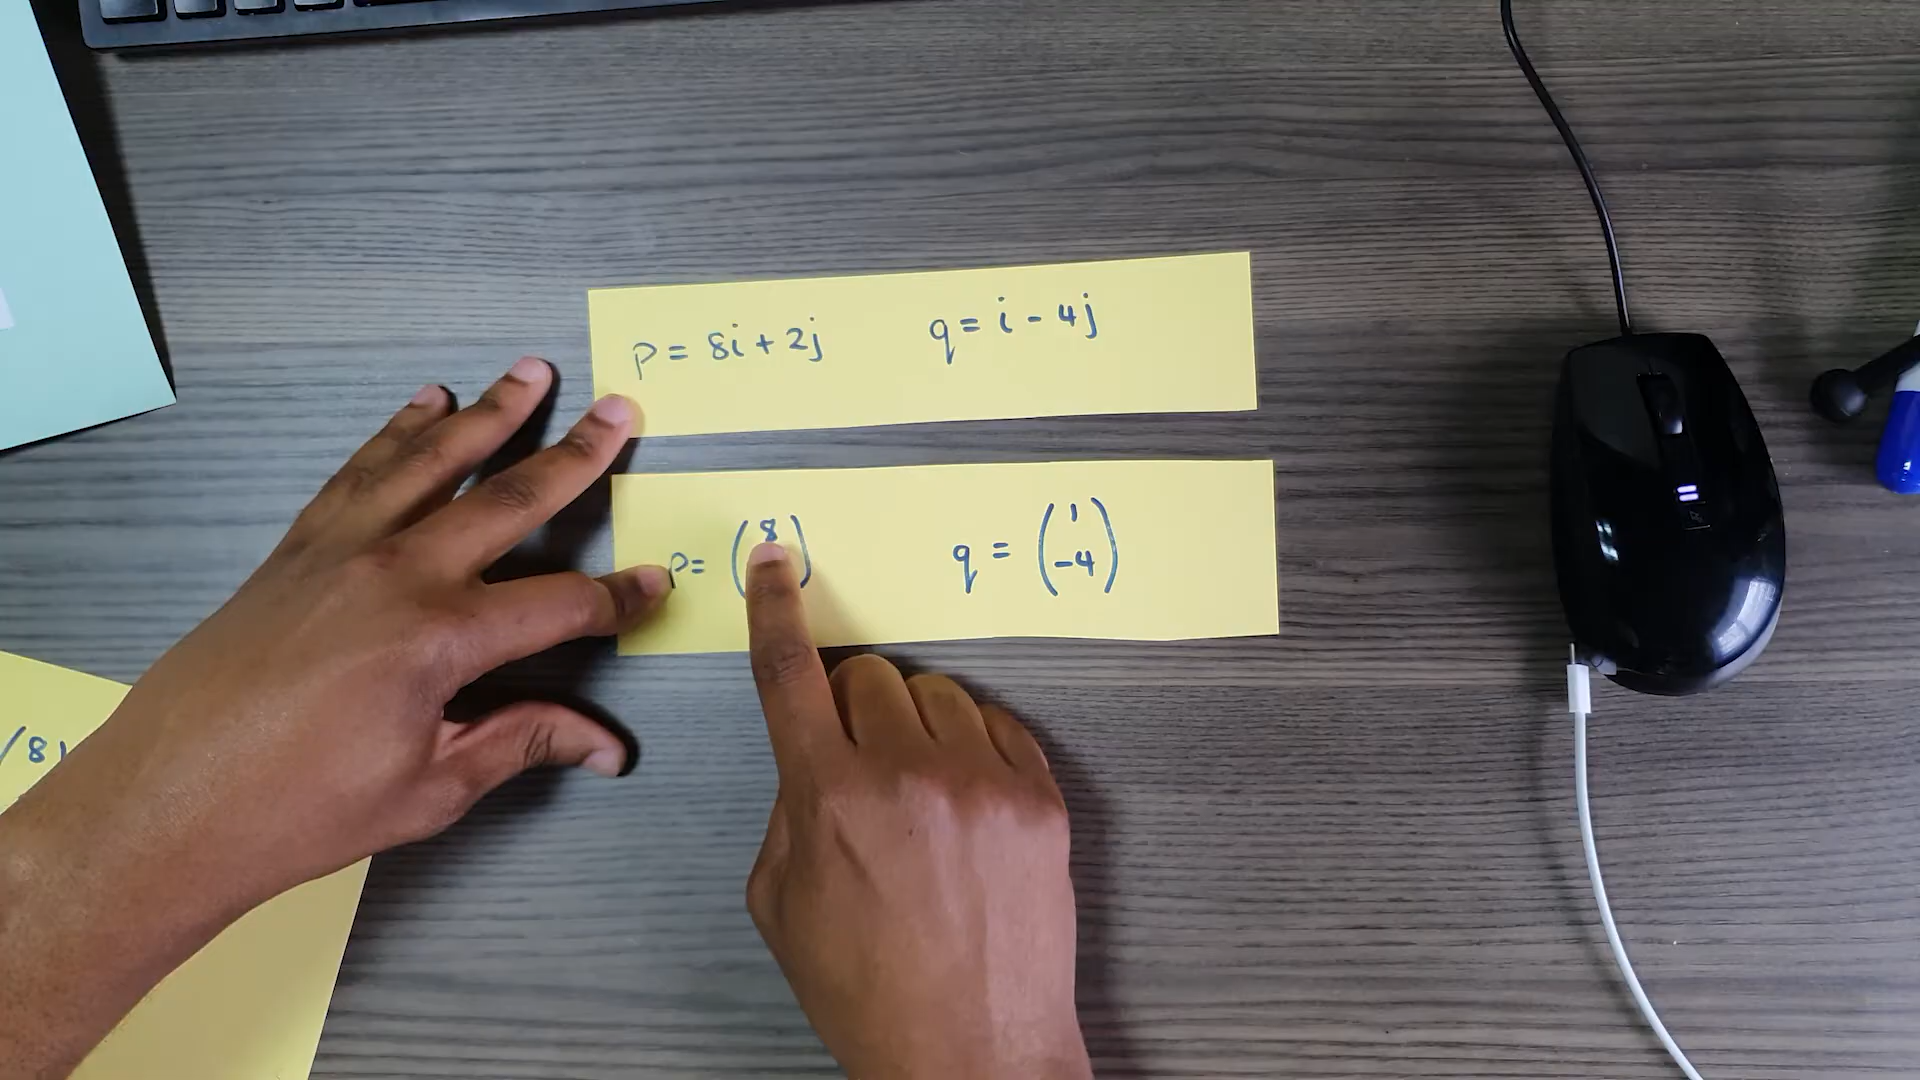 p = 8i + 2j q = i - 4j
p = ( 8 ) q = ( 1
-4 )
8